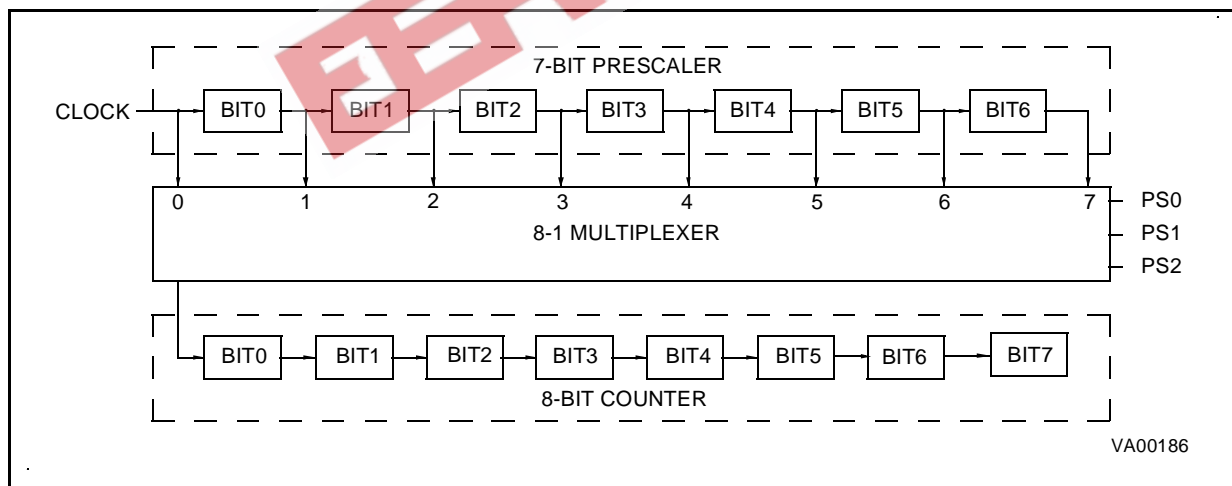 7-BIT PRESCALER
CLOCK BIT0 BIT1 BIT2 BIT3 BIT4 BIT5 BIT6
0 1 2 3 4 5 6 7 PS0
8-1 MULTIPLEXER PS1
PS2
BIT0 BIT1 BIT2 BIT3 BIT4 BIT5 BIT6 BIT7
8-BIT COUNTER
VA00186